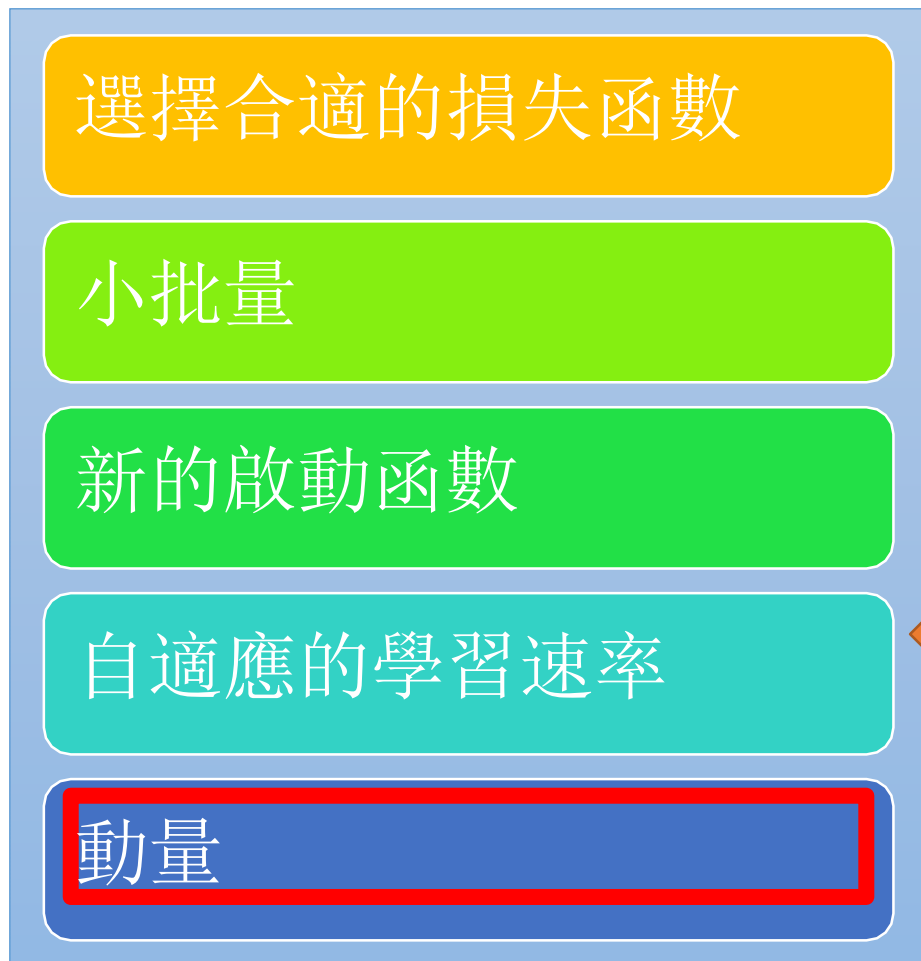 選擇合適的損失函數
小批量
新的啟動函數
自適應的學習速率
動量